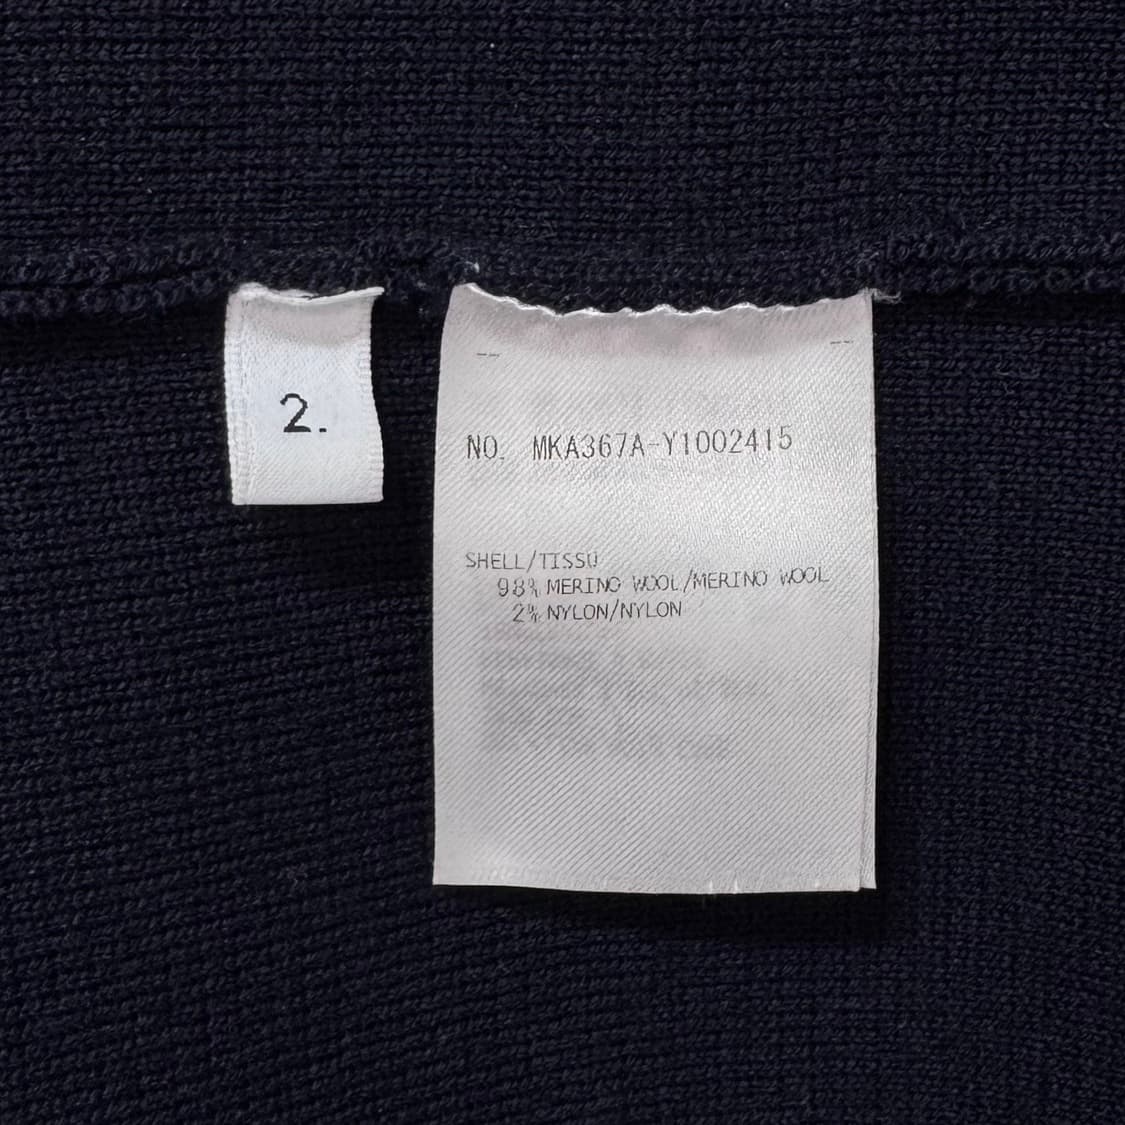 2.
NO. MKA367A-Y1002415
SHELL/TISSU
98% MERINO WOOL/MERINO WOOL
2% NYLON/NYLON